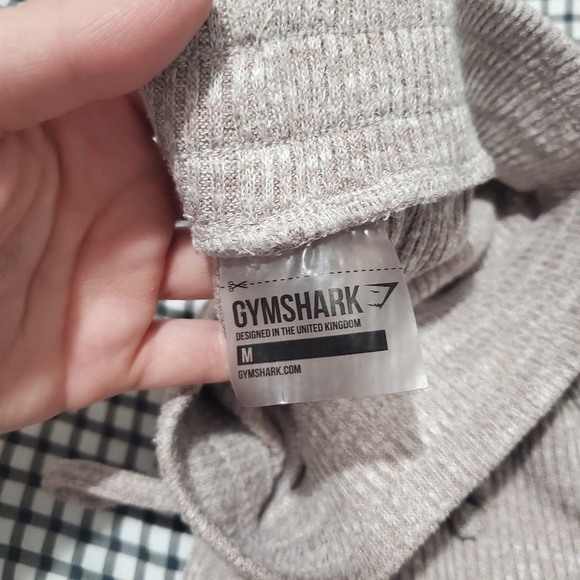 GYMSHARK
DESIGNED IN THE UNITED KINGDOM
M
GYMSHARK.COM